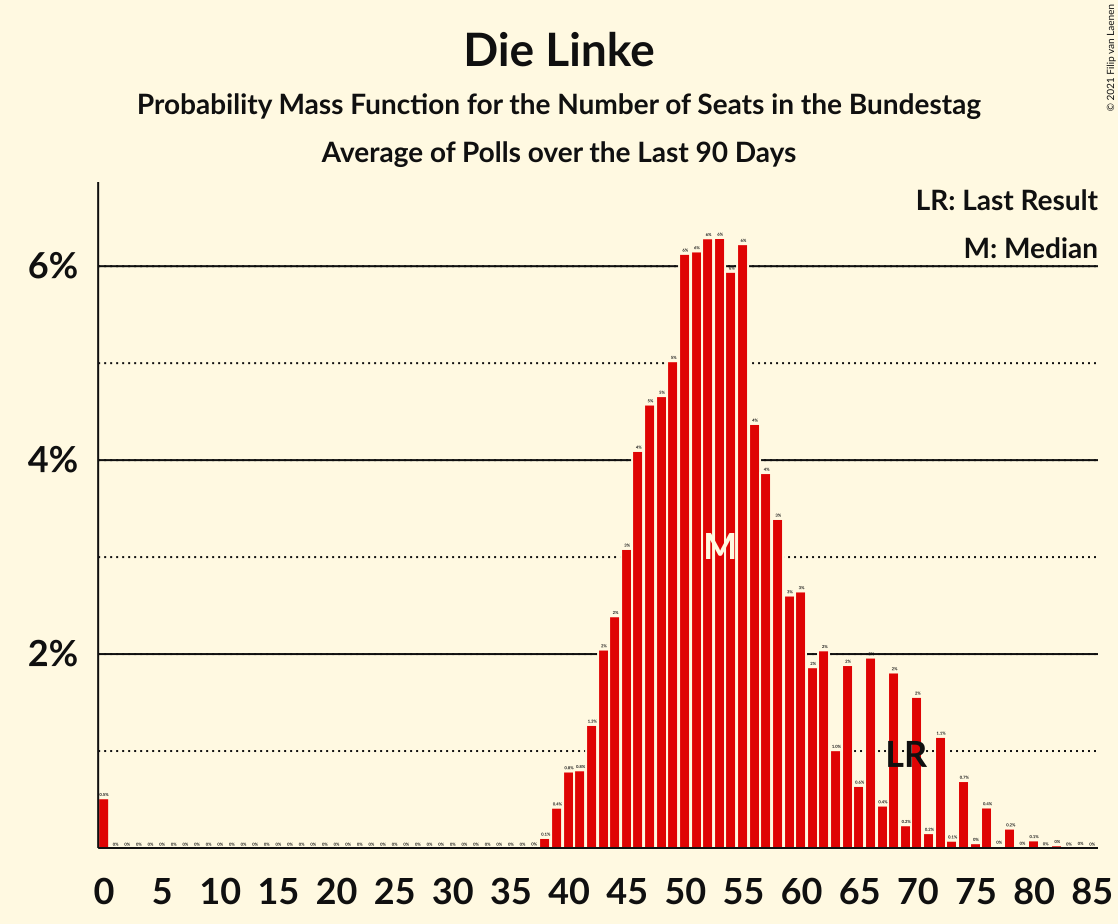 Die Linke
Probability Mass Function for the Number of Seats in the Bundestag
Average of Polls over the Last 90 Days
© 2021 Filip van Laenen
LR: Last Result
M: Median
6%
4%
2%
M
LR
0 5 10 15 20 25 30 35 40 45 50 55 60 65 70 75 80 85